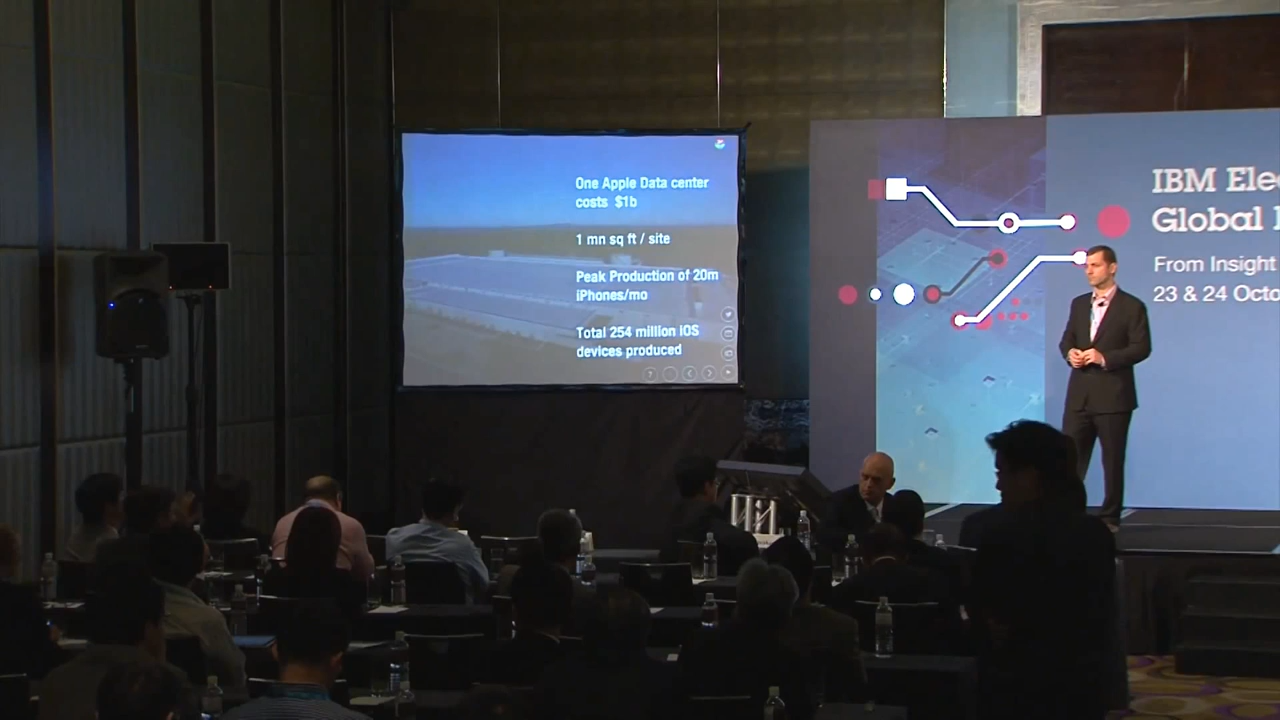 One Apple Data center
costs $1b
1 mn sq ft / site
Peak Production of 20m
iPhones/mo
Total 254 million iOS
devices produced
IBM Ele
Global
From Insight
23 & 24 Octo